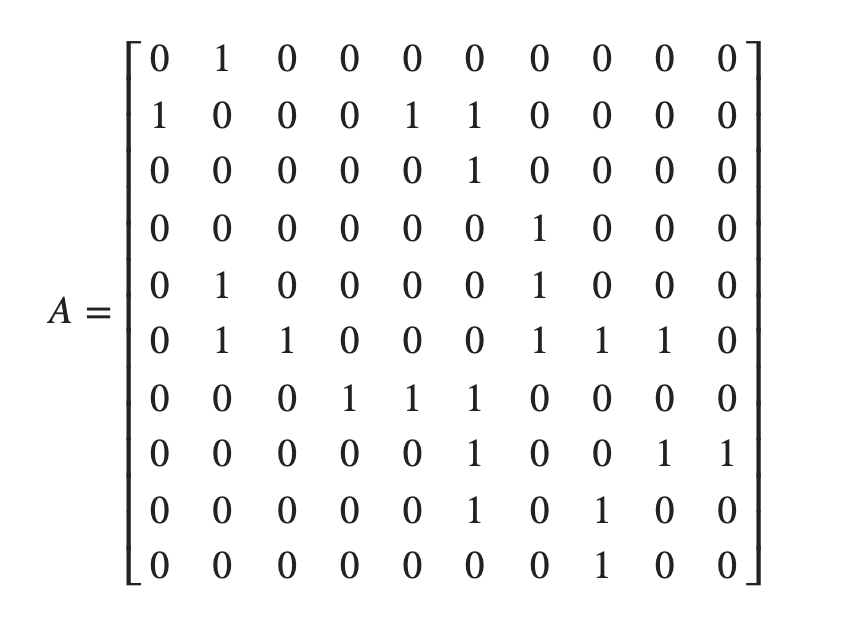 0 1 0 0 0 0 0 0 0 0
1 0 0 0 1 1 0 0 0 0
0 0 0 0 0 1 0 0 0 0
0 0 0 0 0 0 1 0 0 0
0 1 0 0 0 0 1 0 0 0
A =
0 1 1 0 0 0 1 1 1 0
0 0 0 1 1 1 0 0 0 0
0 0 0 0 0 1 0 0 1 1
0 0 0 0 0 1 0 1 0 0
0 0 0 0 0 0 0 1 0 0